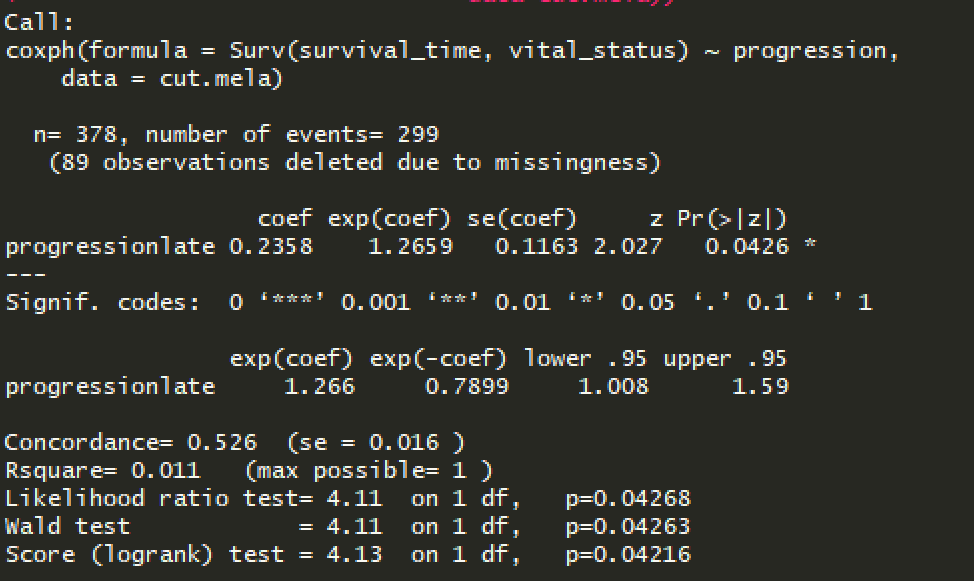 Call:
coxph(formula = Surv(survival_time, vital_status) ~ progression,
    data = cut.mela)
  n= 378, number of events= 299
   (89 observations deleted due to missingness)
                  coef exp(coef) se(coef)     z Pr(>|z|)
progressionlate 0.2358    1.2659   0.1163 2.027   0.0426 *
---
Signif. codes:  0 ‘***’ 0.001 ‘**’ 0.01 ‘*’ 0.05 ‘.’ 0.1 ‘ ’ 1
                exp(coef) exp(-coef) lower .95 upper .95
progressionlate     1.266     0.7899     1.008      1.59
Concordance= 0.526  (se = 0.016 )
Rsquare= 0.011   (max possible= 1 )
Likelihood ratio test= 4.11  on 1 df,   p=0.04268
Wald test            = 4.11  on 1 df,   p=0.04263
Score (logrank) test = 4.13  on 1 df,   p=0.04216